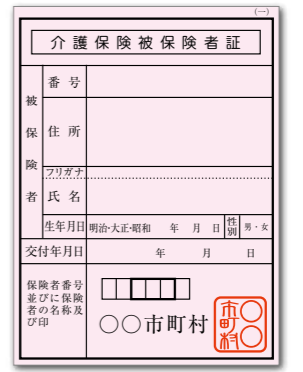 (一)
介護保険被保険者証
被保険者
番号
住所
フリガナ
氏名
生年月日 明治・大正・昭和 年 月 日 性別 男・女
交付年月日 年 月 日
保険者番号
並びに保険
者の名称及
び印
〇〇市町村
〇〇
市町村